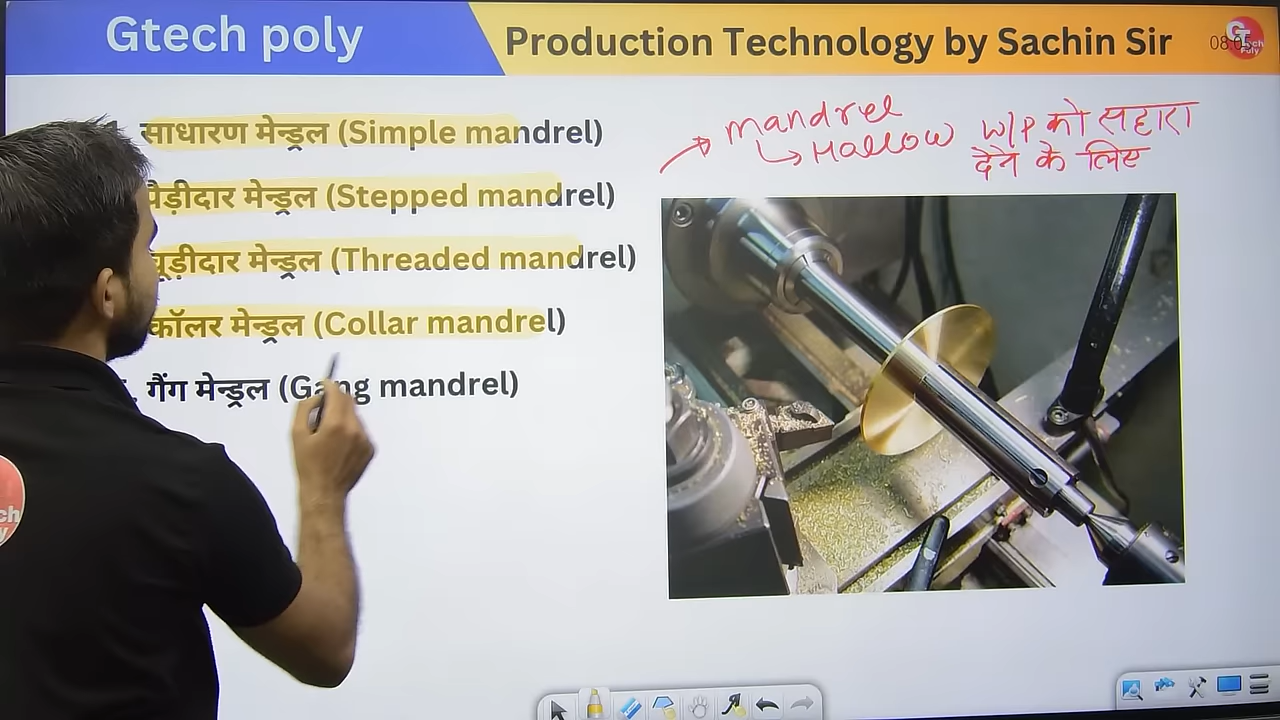 Gtech poly
Production Technology by Sachin Sir
साधारण मेन्ड्रल (Simple mandrel)
पैड़ीदार मेन्ड्रल (Stepped mandrel)
चूड़ीदार मेन्ड्रल (Threaded mandrel)
कॉलर मेन्ड्रल (Collar mandrel)
गैंग मेन्ड्रल (Gang mandrel)
mandrel
Hallow W/P को सहारा
देने के लिए